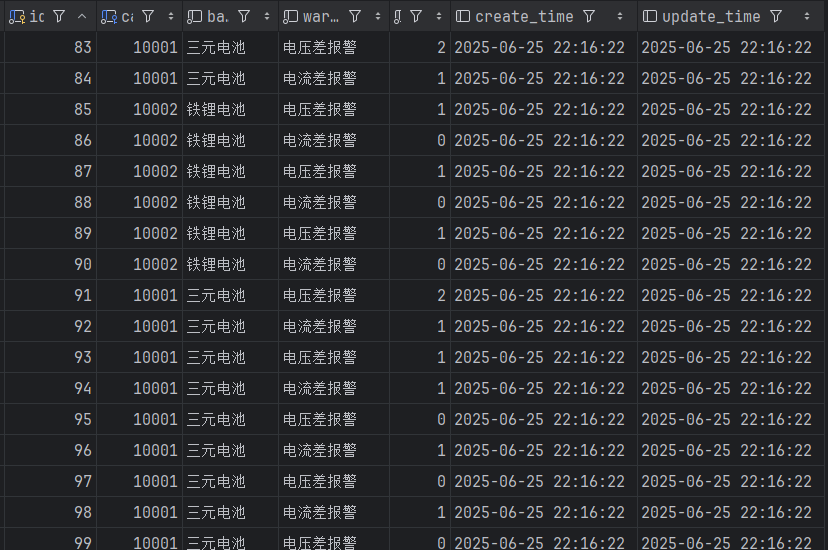 id ca ba. war... create_time update_time
83 10001 三元电池 电压差报警 2 2025-06-25 22:16:22 2025-06-25 22:16:22
84 10001 三元电池 电流差报警 1 2025-06-25 22:16:22 2025-06-25 22:16:22
85 10002 铁锂电池 电压差报警 1 2025-06-25 22:16:22 2025-06-25 22:16:22
86 10002 铁锂电池 电流差报警 0 2025-06-25 22:16:22 2025-06-25 22:16:22
87 10002 铁锂电池 电压差报警 1 2025-06-25 22:16:22 2025-06-25 22:16:22
88 10002 铁锂电池 电流差报警 0 2025-06-25 22:16:22 2025-06-25 22:16:22
89 10002 铁锂电池 电压差报警 1 2025-06-25 22:16:22 2025-06-25 22:16:22
90 10002 铁锂电池 电流差报警 0 2025-06-25 22:16:22 2025-06-25 22:16:22
91 10001 三元电池 电压差报警 2 2025-06-25 22:16:22 2025-06-25 22:16:22
92 10001 三元电池 电流差报警 1 2025-06-25 22:16:22 2025-06-25 22:16:22
93 10001 三元电池 电压差报警 1 2025-06-25 22:16:22 2025-06-25 22:16:22
94 10001 三元电池 电流差报警 1 2025-06-25 22:16:22 2025-06-25 22:16:22
95 10001 三元电池 电压差报警 0 2025-06-25 22:16:22 2025-06-25 22:16:22
96 10001 三元电池 电流差报警 1 2025-06-25 22:16:22 2025-06-25 22:16:22
97 10001 三元电池 电压差报警 0 2025-06-25 22:16:22 2025-06-25 22:16:22
98 10001 三元电池 电流差报警 1 2025-06-25 22:16:22 2025-06-25 22:16:22
99 10001 三元电池 电压差报警 0 2025-06-25 22:16:22 2025-06-25 22:16:22